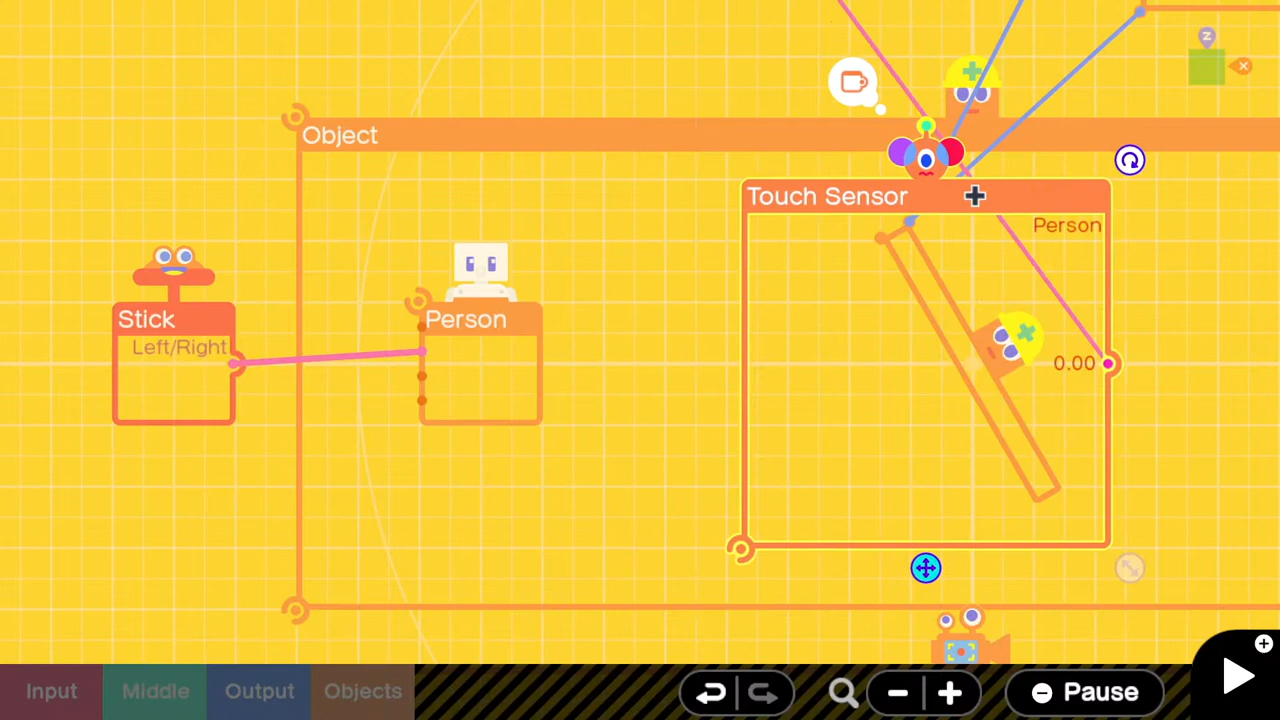 Z
X
Object
Touch Sensor
Person
Stick
Left/Right
Person
0.00
Input
Middle
Output
Objects
Pause